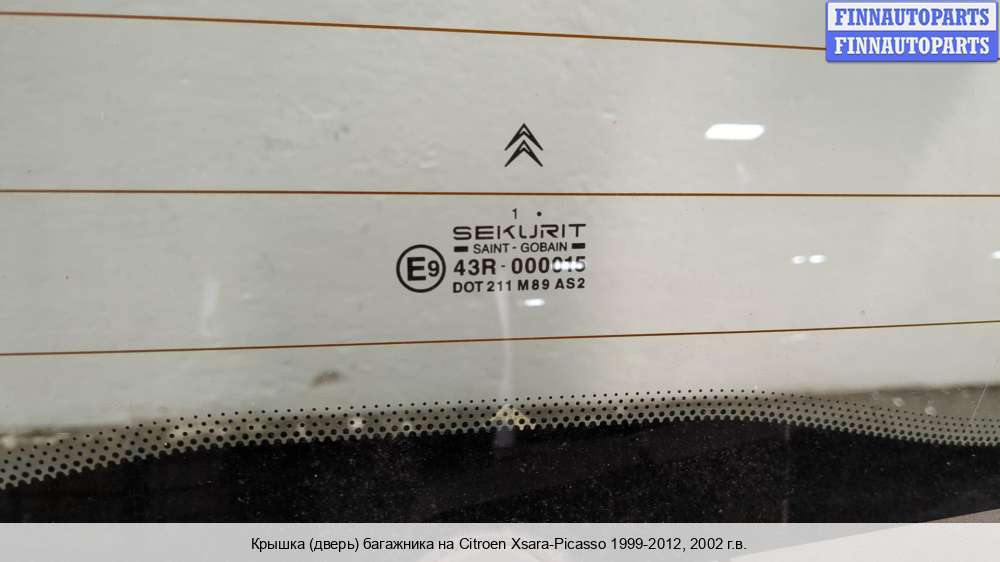 FINNAUTOPARTS
FINNAUTOPARTS
1 •
SEKURIT
SAINT - GOBAIN
E9 43R - 000015
DOT 211 M89 AS2
Крышка (дверь) багажника на Citroen Xsara-Picasso 1999-2012, 2002 г.в.